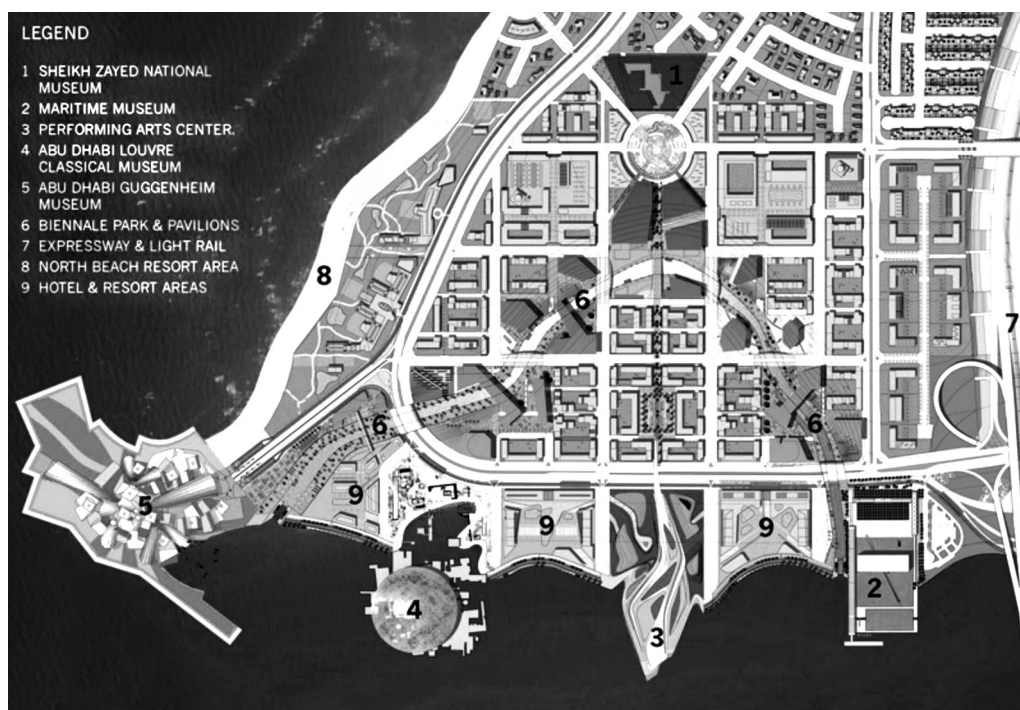 LEGEND
1 SHEIKH ZAYED NATIONAL
MUSEUM
2 MARITIME MUSEUM
3 PERFORMING ARTS CENTER.
4 ABU DHABI LOUVRE
CLASSICAL MUSEUM
5 ABU DHABI GUGGENHEIM
MUSEUM
6 BIENNALE PARK & PAVILIONS
7 EXPRESSWAY & LIGHT RAIL
8 NORTH BEACH RESORT AREA
9 HOTEL & RESORT AREAS
1
8
6
7
6
6
5
9
9
9
4
2
3